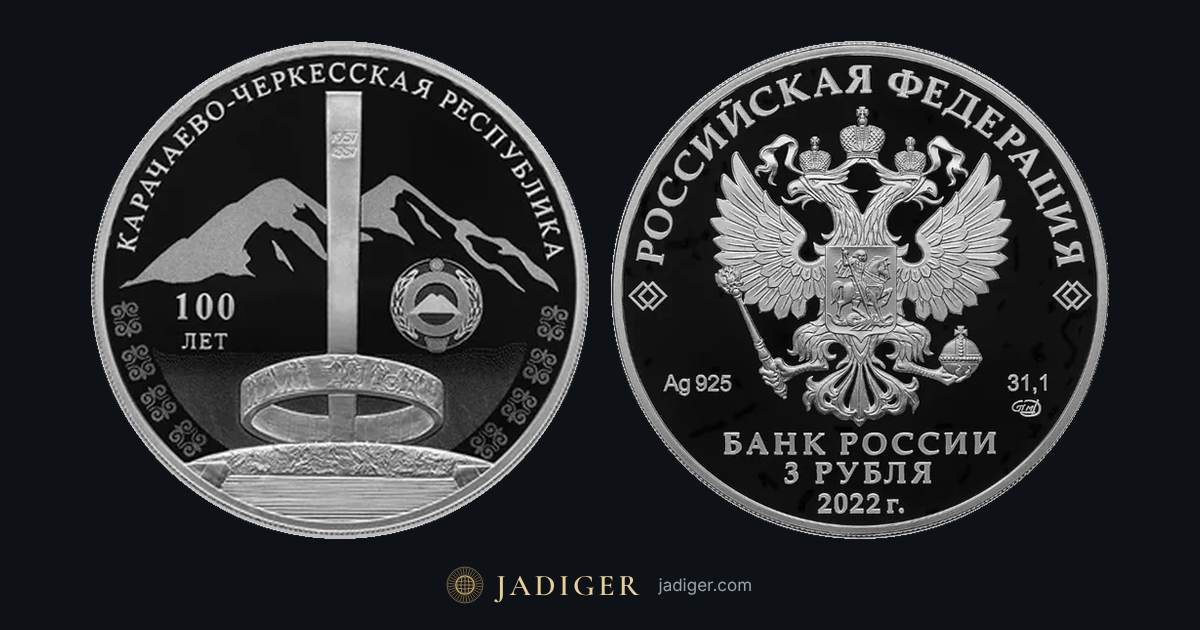 КАРАЧАЕВО-ЧЕРКЕССКАЯ РЕСПУБЛИКА
1957
100
ЛЕТ
РОССИЙСКАЯ ФЕДЕРАЦИЯ
Ag 925
31,1
БАНК РОССИИ
3 РУБЛЯ
2022 г.
JADIGER
jadiger.com